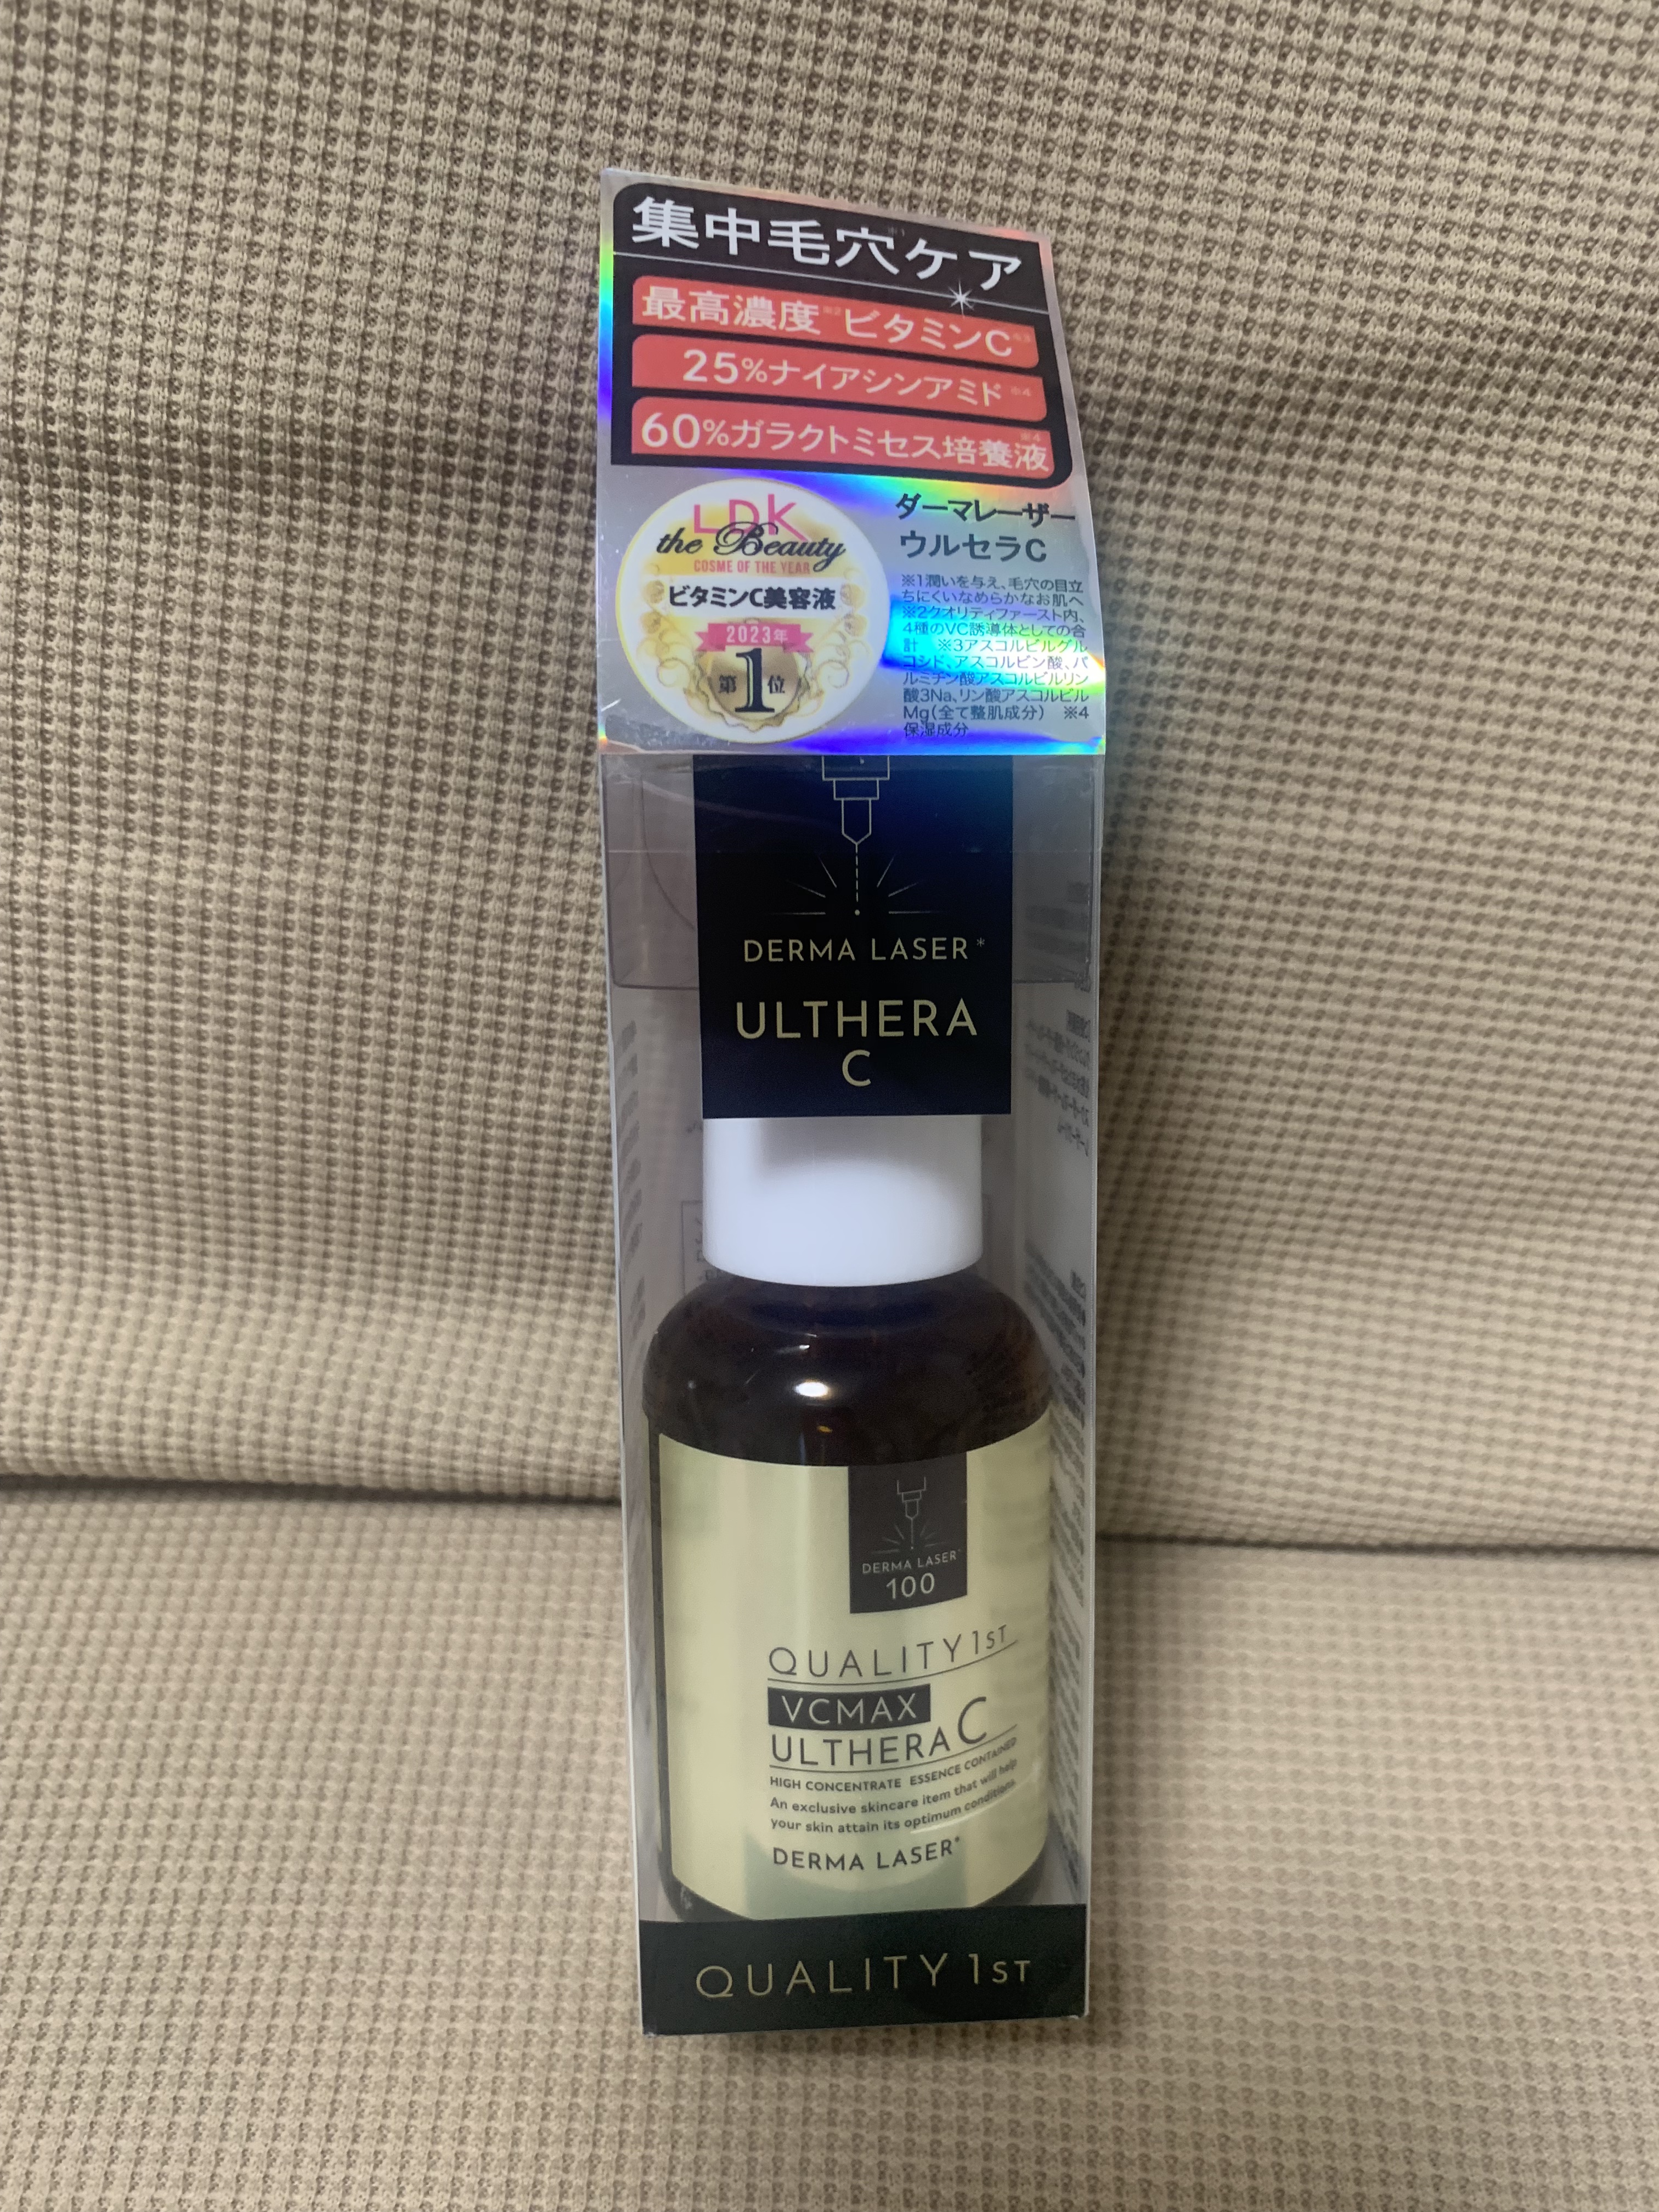 集中毛穴ケア※1
最高濃度※2ビタミンC※3
25%ナイアシンアミド※4
60%ガラクトミセス培養液※4
LDK
the Beauty
COSME OF THE YEAR
ビタミンC美容液
2023年
第1位
ダーマレーザー
ウルセラC
※1潤いを与え、毛穴の目立
ちにくいなめらかなお肌へ
※2クオリティファースト内、
4種のVC誘導体としての合
計 ※3アスコルビルグル
コシド、アスコルビン酸、パ
ルミチン酸アスコルビルリン
酸3Na、リン酸アスコルビル
Mg(全て整肌成分) ※4
保湿成分
DERMA LASER*
ULTHERA
C
DERMA LASER*
100
QUALITY 1ST
VCMAX
ULTHERA C
HIGH CONCENTRATE ESSENCE CONTAINED
An exclusive skincare item that will help
your skin attain its optimum conditions.
DERMA LASER*
QUALITY 1ST